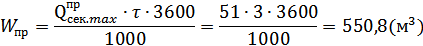 W_пр = (Q^пр_сек.max · τ · 3600) / 1000 = (51 · 3 · 3600) / 1000 = 550,8(м³)